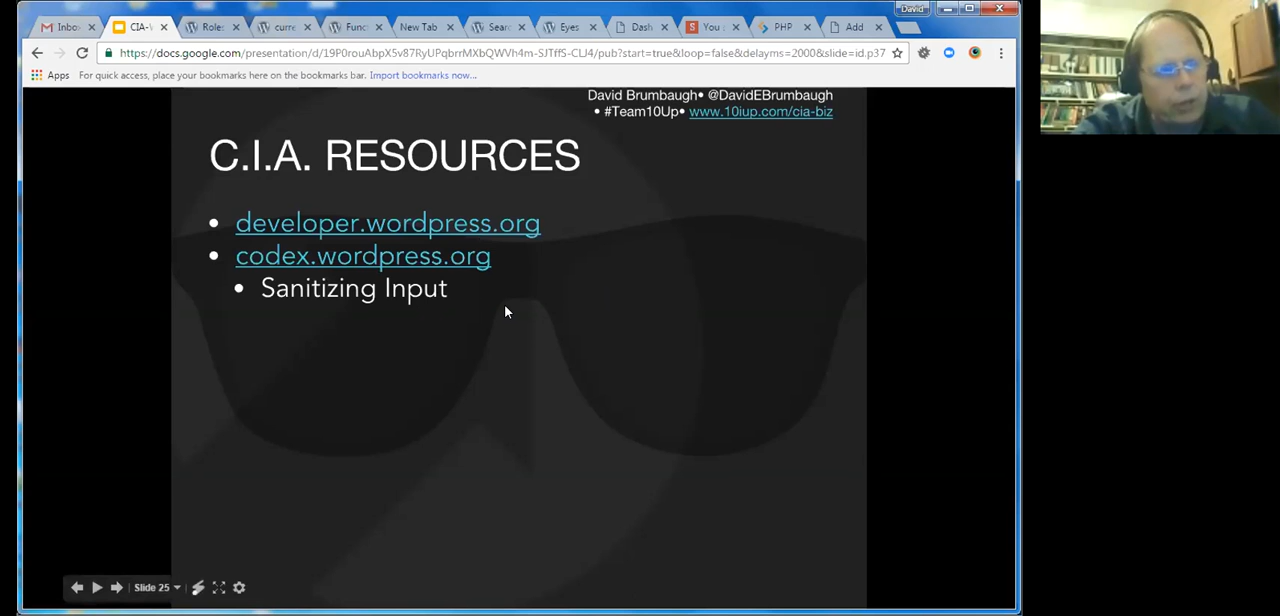 David
Inbo
CIA-
Role:
curre
Func
New Tab
Sear
Eyes
Dash
You
PHP
Add
https://docs.google.com/presentation/d/19P0rouAbpX5v87RyUPqbrrMXbQWVh4m-SJTffS-CLJ4/pub?start=true&loop=false&delayms=2000&slide=id.p37
Apps For quick access, place your bookmarks here on the bookmarks bar. Import bookmarks now...
David Brumbaugh• @DavidEBrumbaugh
• #Team10Up• www.10iup.com/cia-biz
C.I.A. RESOURCES
• developer.wordpress.org
• codex.wordpress.org
• Sanitizing Input
Slide 25